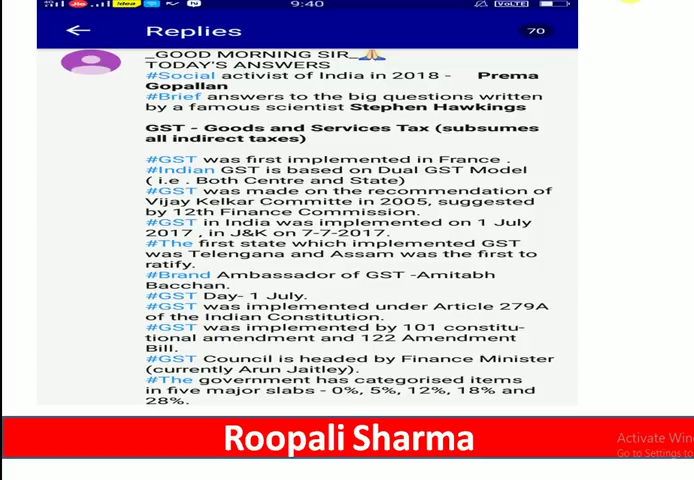 Jio idea hi 9:40 VoLTE
Replies 70
_GOOD MORNING SIR_🙏
TODAY'S ANSWERS
#Social activist of India in 2018 - Prema
Gopallan
#Brief answers to the big questions written
by a famous scientist Stephen Hawkings
GST - Goods and Services Tax (subsumes
all indirect taxes)
#GST was first implemented in France .
#Indian GST is based on Dual GST Model
( i.e . Both Centre and State)
#GST was made on the recommendation of
Vijay Kelkar Committe in 2005, suggested
by 12th Finance Commission.
#GST in India was implemented on 1 July
2017 , in J&K on 7-7-2017.
#The first state which implemented GST
was Telengana and Assam was the first to
ratify.
#Brand Ambassador of GST -Amitabh
Bacchan.
#GST Day- 1 July.
#GST was implemented under Article 279A
of the Indian Constitution.
#GST was implemented by 101 constitu-
tional amendment and 122 Amendment
Bill.
#GST Council is headed by Finance Minister
(currently Arun Jaitley).
#The government has categorised items
in five major slabs - 0%, 5%, 12%, 18% and
28%.
Roopali Sharma
Activate Win
Go to Settings to